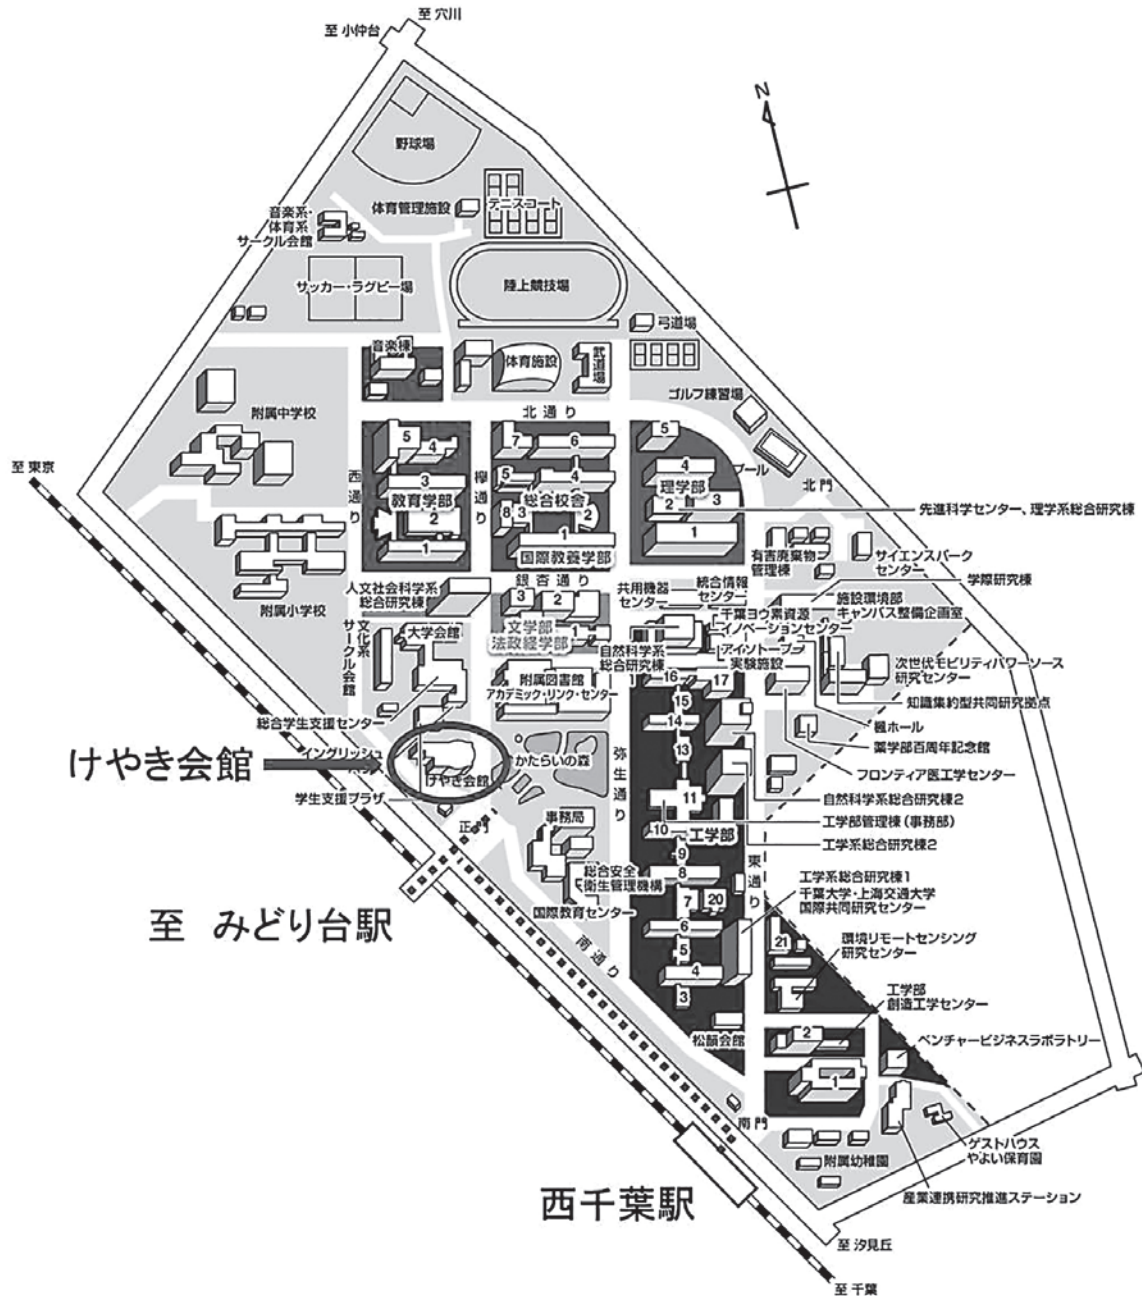 至 穴川
至 小仲台
N
野球場
体育管理施設
テニスコート
音楽系・
体育系
サークル会館
サッカー・ラグビー場
陸上競技場
弓道場
音楽棟
体育施設
武道場
ゴルフ練習場
北通り
附属中学校
至 東京
西通り
5
4
3
教育学部
2
1
欅通り
7
6
5
4
総合校舎
8
3
2
1
国際教養学部
5
4
理学部
2
3
1
プール
北門
先進科学センター、理学系総合研究棟
有害廃棄物
管理棟
サイエンスパーク
センター
学際研究棟
銀杏通り
附属小学校
人文社会科学系
総合研究棟
3
2
文学部
法政経学部
1
共用機器
センター
統合情報
センター
施設環境部
キャンパス整備企画室
千葉ヨウ素資源
イノベーションセンター
アイソトープ
実験施設
自然科学系
総合研究棟
次世代モビリティパワーソース
研究センター
知識集約型共同研究拠点
楓ホール
薬学部百周年記念館
フロンティア医工学センター
文化系
サークル会館
大学会館
附属図書館
アカデミック・リンク・センター
総合学生支援センター
イングリッシュ
けやき会館
けやき会館
かたらいの森
学生支援プラザ
正門
事務局
弥生通り
16
17
15
14
13
11
10
工学部
9
8
7
20
6
5
4
3
自然科学系総合研究棟2
工学部管理棟(事務部)
工学系総合研究棟2
総合安全
衛生管理機構
国際教育センター
東通り
工学系総合研究棟1
千葉大学・上海交通大学
国際共同研究センター
至 みどり台駅
南通り
21
環境リモートセンシング
研究センター
工学部
創造工学センター
松韻会館
2
ベンチャービジネスラボラトリー
1
南門
附属幼稚園
ゲストハウス
やよい保育園
西千葉駅
産業連携研究推進ステーション
至 汐見丘
至 千葉